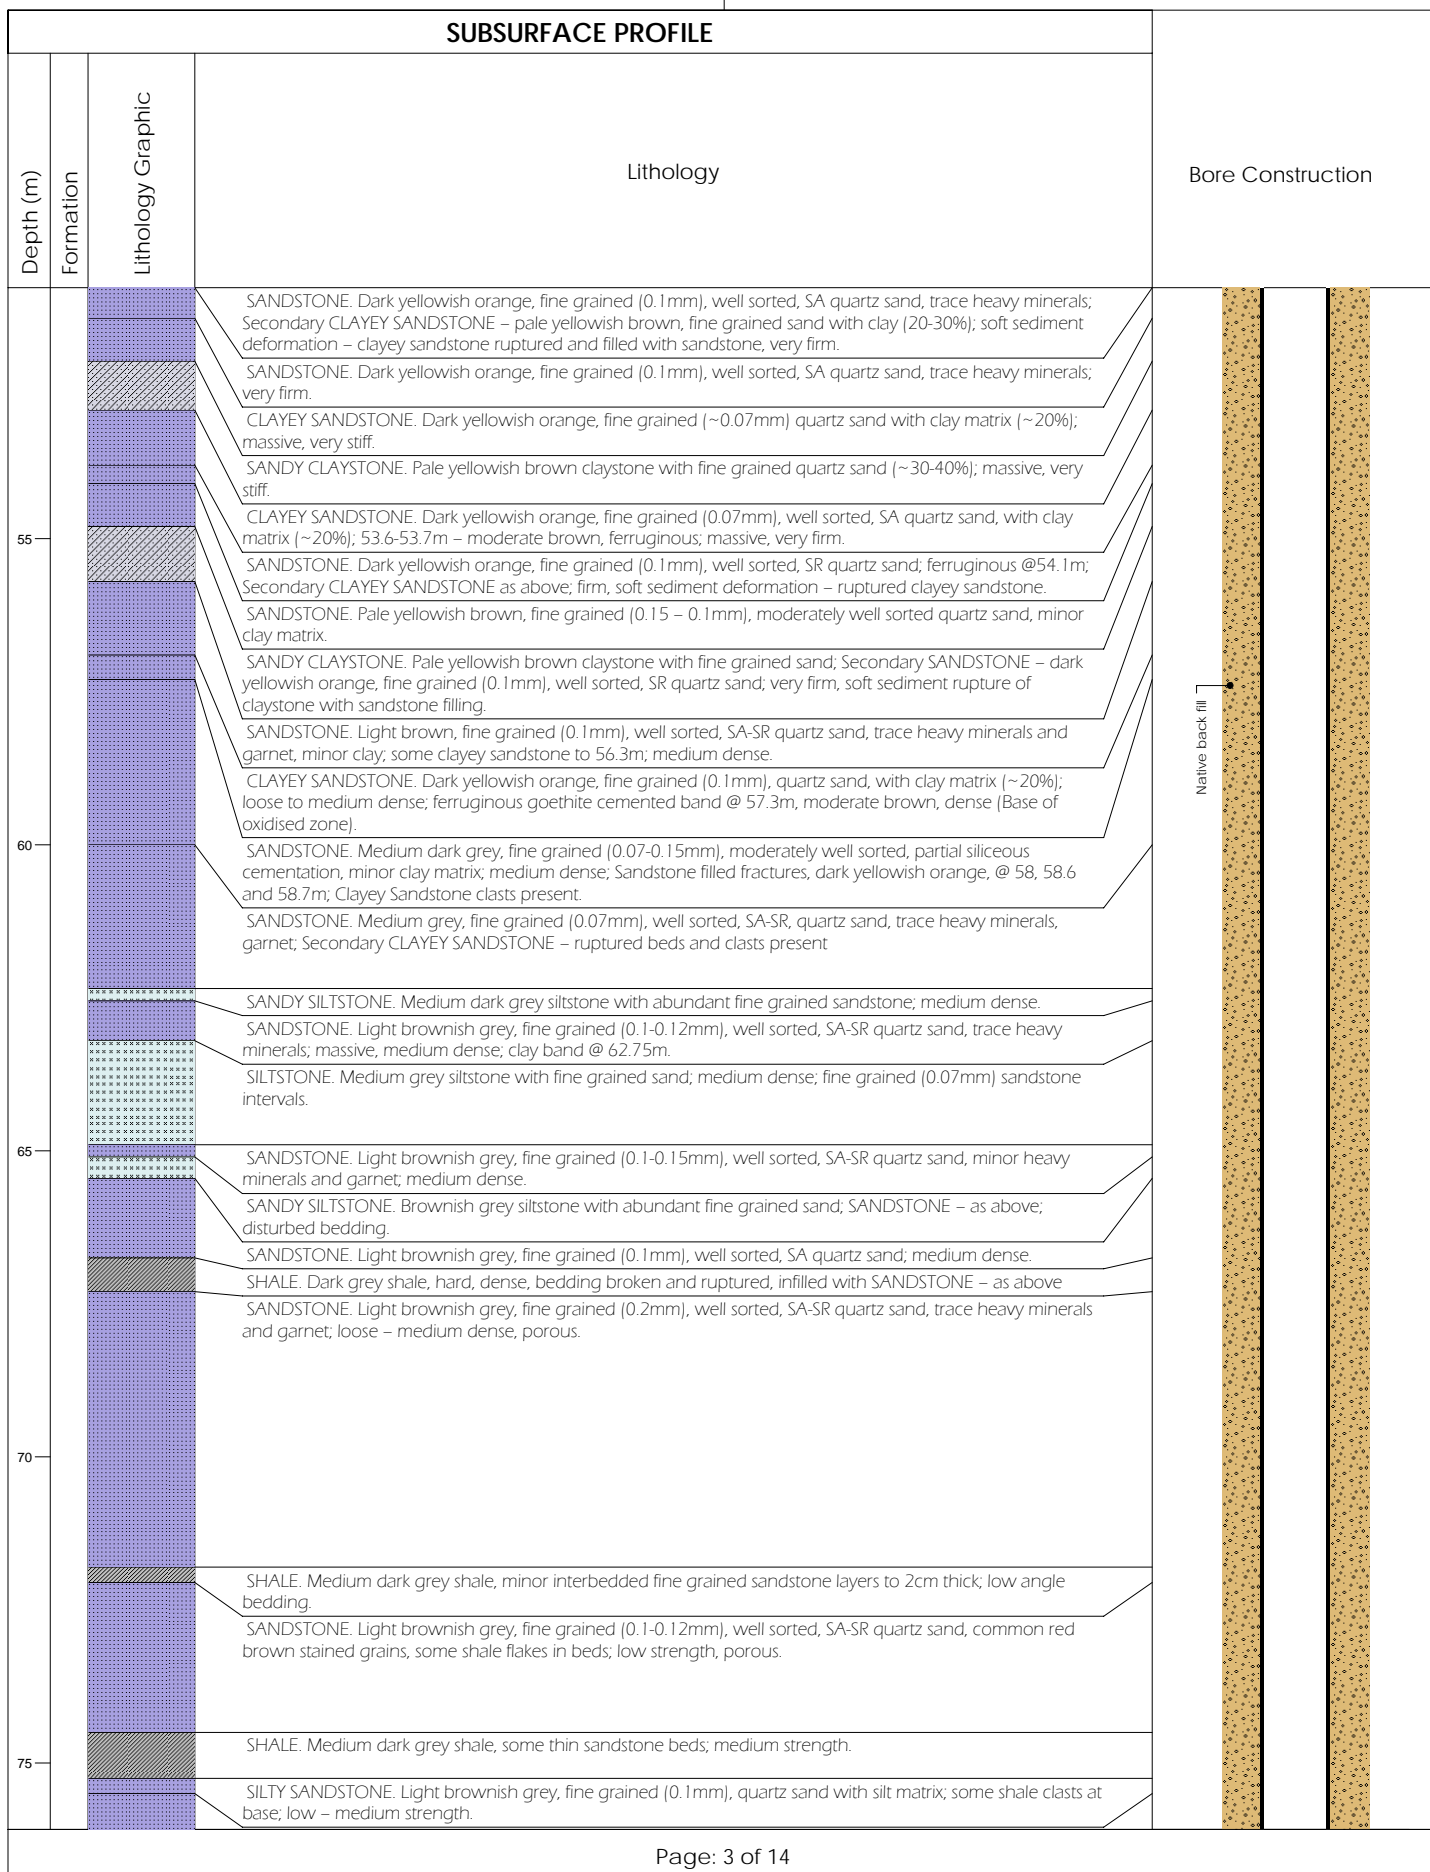 SUBSURFACE PROFILE
Depth (m)
Formation
Lithology Graphic
Lithology
Bore Construction
SANDSTONE. Dark yellowish orange, fine grained (0.1mm), well sorted, SA quartz sand, trace heavy minerals;
Secondary CLAYEY SANDSTONE – pale yellowish brown, fine grained sand with clay (20-30%); soft sediment
deformation – clayey sandstone ruptured and filled with sandstone, very firm.
SANDSTONE. Dark yellowish orange, fine grained (0.1mm), well sorted, SA quartz sand, trace heavy minerals;
very firm.
CLAYEY SANDSTONE. Dark yellowish orange, fine grained (~0.07mm) quartz sand with clay matrix (~20%);
massive, very stiff.
SANDY CLAYSTONE. Pale yellowish brown claystone with fine grained quartz sand (~30-40%); massive, very
stiff.
CLAYEY SANDSTONE. Dark yellowish orange, fine grained (0.07mm), well sorted, SA quartz sand, with clay
matrix (~20%); 53.6-53.7m – moderate brown, ferruginous; massive, very firm.
55
SANDSTONE. Dark yellowish orange, fine grained (0.1mm), well sorted, SR quartz sand; ferruginous @54.1m;
Secondary CLAYEY SANDSTONE as above; firm, soft sediment deformation – ruptured clayey sandstone.
SANDSTONE. Pale yellowish brown, fine grained (0.15 – 0.1mm), moderately well sorted quartz sand, minor
clay matrix.
SANDY CLAYSTONE. Pale yellowish brown claystone with fine grained sand; Secondary SANDSTONE – dark
yellowish orange, fine grained (0.1mm), well sorted, SR quartz sand; very firm, soft sediment rupture of
claystone with sandstone filling.
SANDSTONE. Light brown, fine grained (0.1mm), well sorted, SA-SR quartz sand, trace heavy minerals and
garnet, minor clay; some clayey sandstone to 56.3m; medium dense.
Native back fill
CLAYEY SANDSTONE. Dark yellowish orange, fine grained (0.1mm), quartz sand, with clay matrix (~20%);
loose to medium dense; ferruginous goethite cemented band @ 57.3m, moderate brown, dense (Base of
oxidised zone).
60
SANDSTONE. Medium dark grey, fine grained (0.07-0.15mm), moderately well sorted, partial siliceous
cementation, minor clay matrix; medium dense; Sandstone filled fractures, dark yellowish orange, @ 58, 58.6
and 58.7m; Clayey Sandstone clasts present.
SANDSTONE. Medium grey, fine grained (0.07mm), well sorted, SA-SR, quartz sand, trace heavy minerals,
garnet; Secondary CLAYEY SANDSTONE – ruptured beds and clasts present
SANDY SILTSTONE. Medium dark grey siltstone with abundant fine grained sandstone; medium dense.
SANDSTONE. Light brownish grey, fine grained (0.1-0.12mm), well sorted, SA-SR quartz sand, trace heavy
minerals; massive, medium dense; clay band @ 62.75m.
SILTSTONE. Medium grey siltstone with fine grained sand; medium dense; fine grained (0.07mm) sandstone
intervals.
65
SANDSTONE. Light brownish grey, fine grained (0.1-0.15mm), well sorted, SA-SR quartz sand, minor heavy
minerals and garnet; medium dense.
SANDY SILTSTONE. Brownish grey siltstone with abundant fine grained sand; SANDSTONE – as above;
disturbed bedding.
SANDSTONE. Light brownish grey, fine grained (0.1mm), well sorted, SA quartz sand; medium dense.
SHALE. Dark grey shale, hard, dense, bedding broken and ruptured, infilled with SANDSTONE – as above
SANDSTONE. Light brownish grey, fine grained (0.2mm), well sorted, SA-SR quartz sand, trace heavy minerals
and garnet; loose – medium dense, porous.
70
SHALE. Medium dark grey shale, minor interbedded fine grained sandstone layers to 2cm thick; low angle
bedding.
SANDSTONE. Light brownish grey, fine grained (0.1-0.12mm), well sorted, SA-SR quartz sand, common red
brown stained grains, some shale flakes in beds; low strength, porous.
SHALE. Medium dark grey shale, some thin sandstone beds; medium strength.
75
SILTY SANDSTONE. Light brownish grey, fine grained (0.1mm), quartz sand with silt matrix; some shale clasts at
base; low – medium strength.
Page: 3 of 14